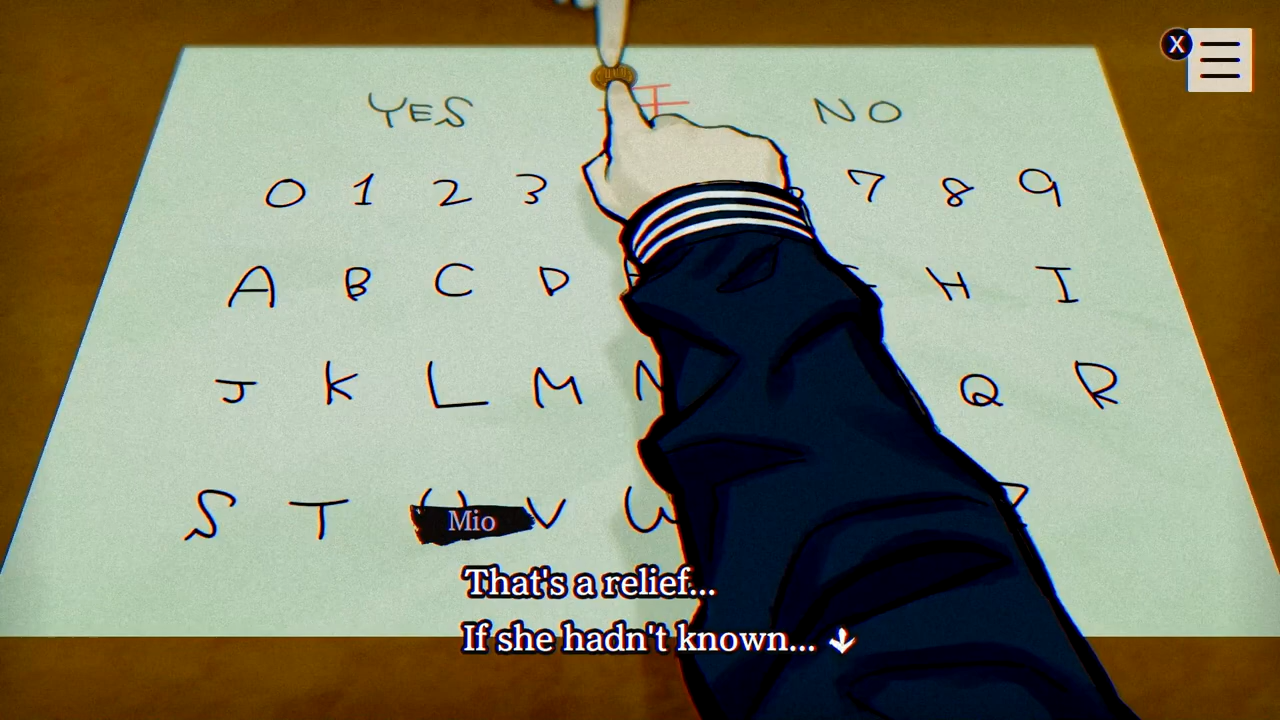 X
YES NO
0 1 2 3 7 8 9
A B C D H I
J K L M N Q R
S T U V W
Mio
That's a relief...
If she hadn't known...